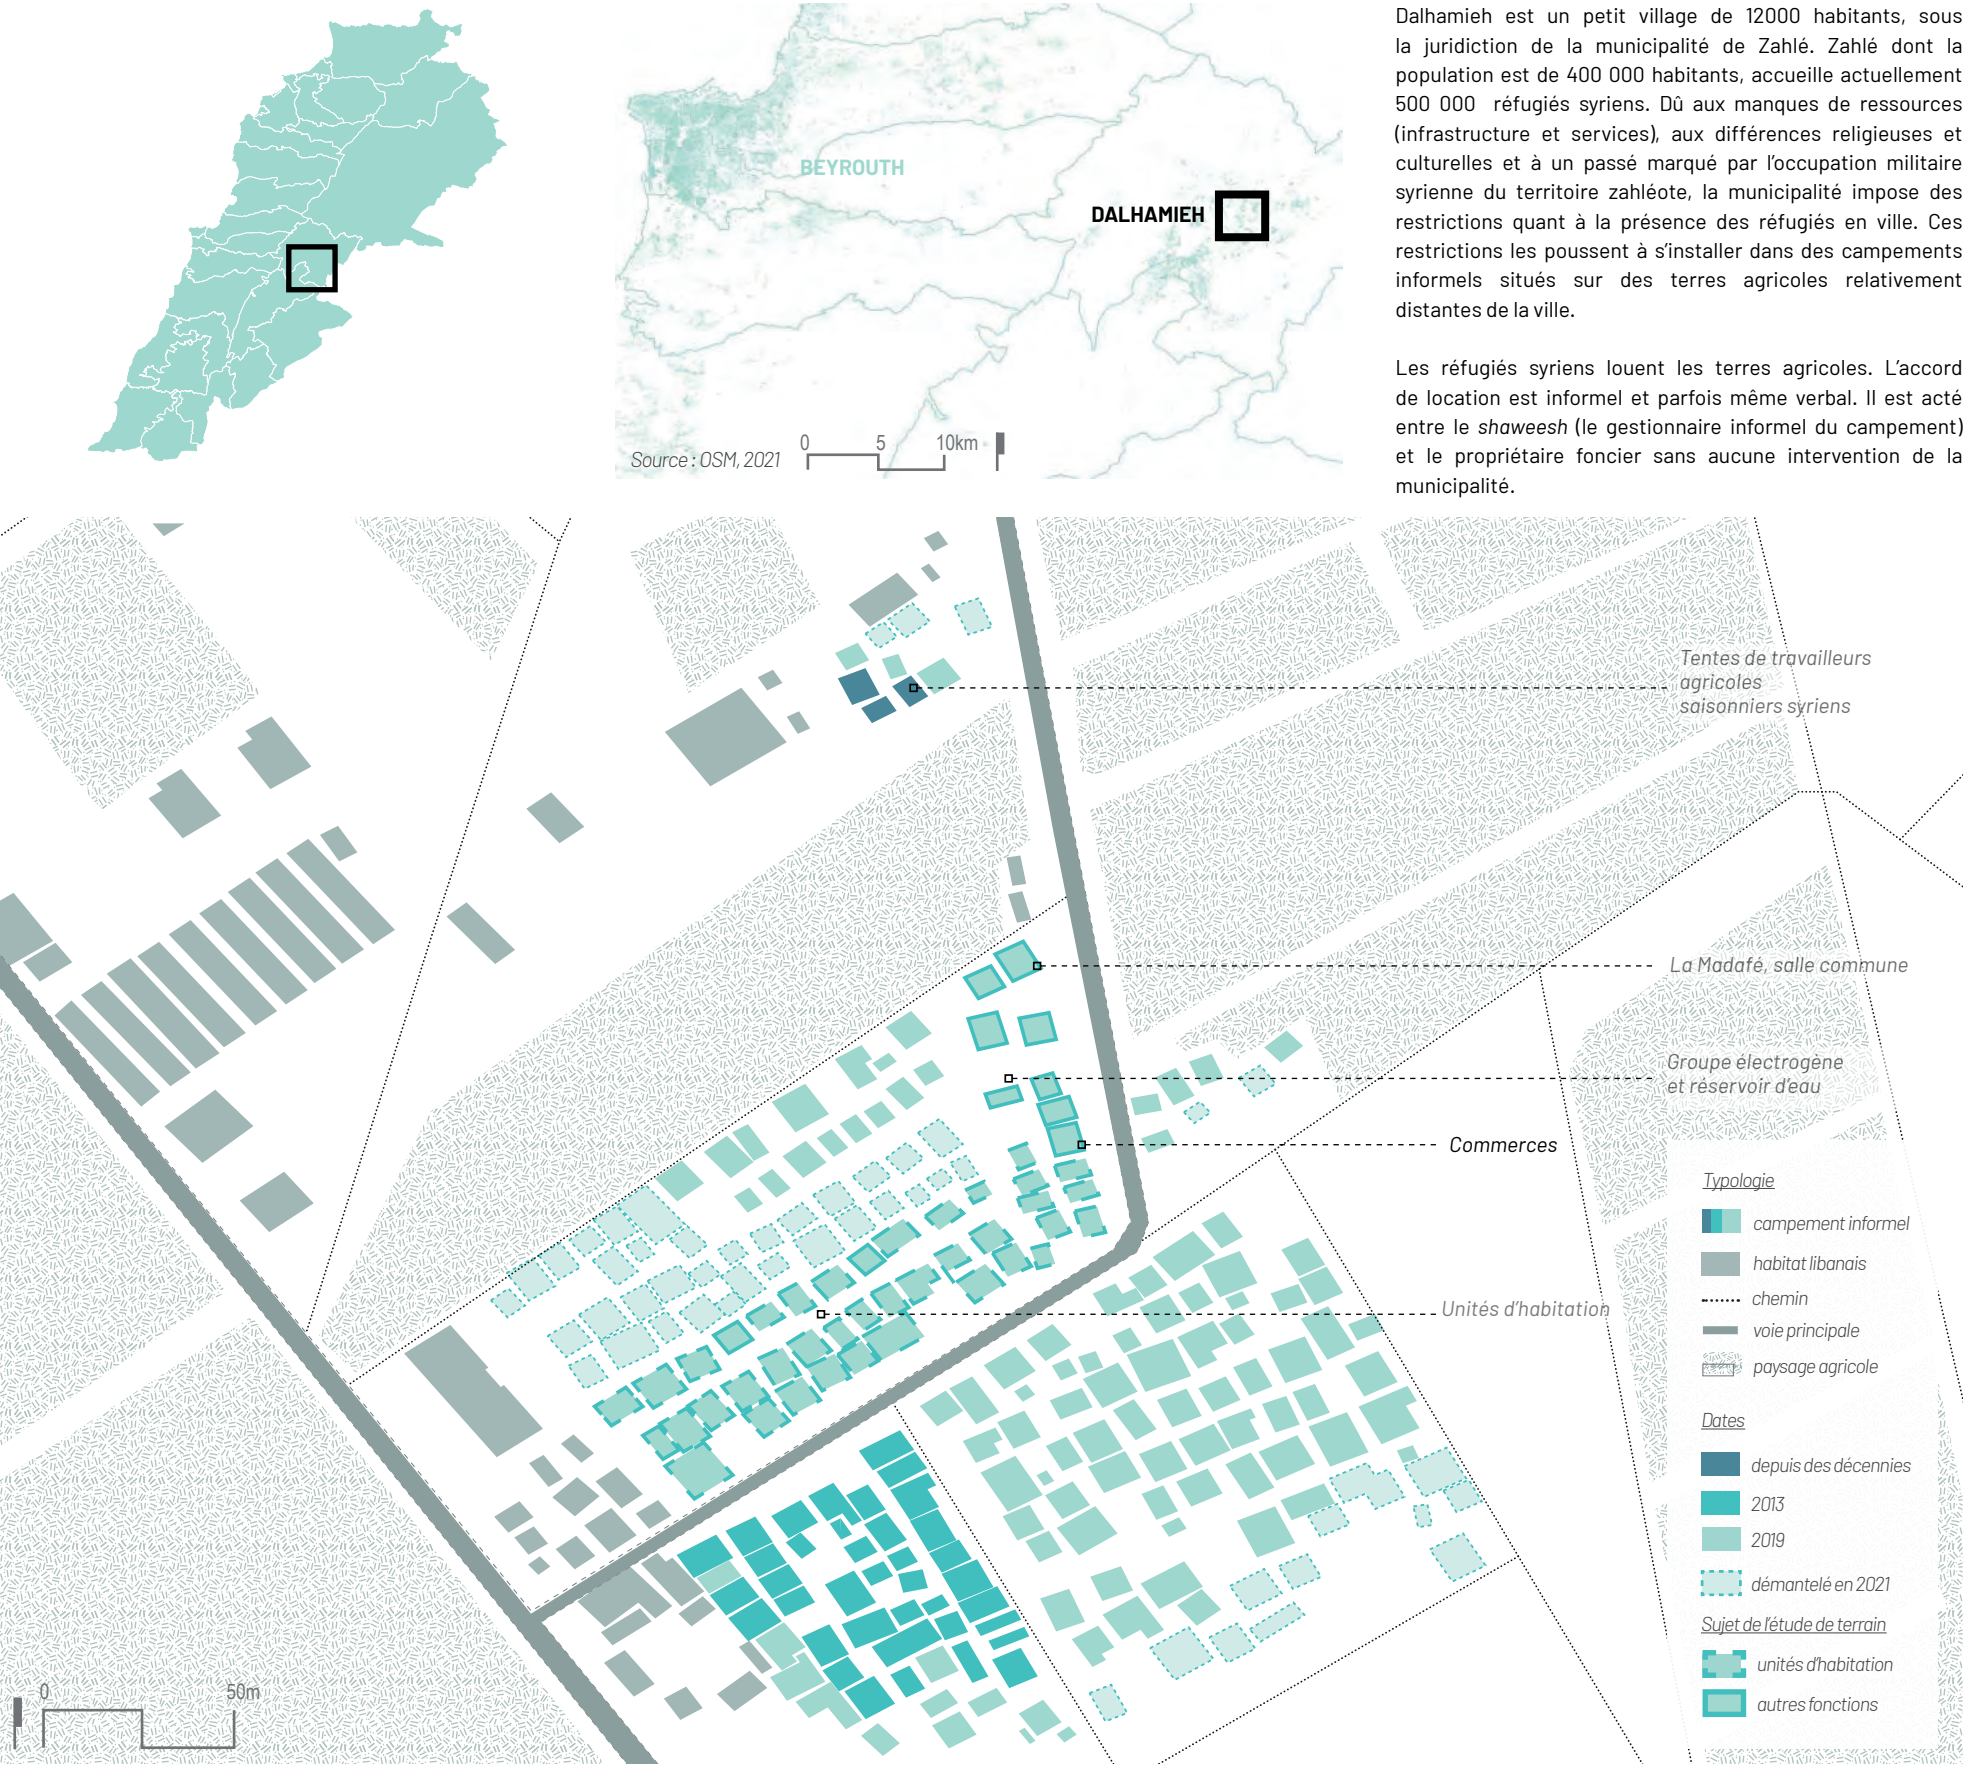 Dalhamieh est un petit village de 12000 habitants, sous
la juridiction de la municipalité de Zahlé. Zahlé dont la
population est de 400 000 habitants, accueille actuellement
500 000 réfugiés syriens. Dû aux manques de ressources
(infrastructure et services), aux différences religieuses et
culturelles et à un passé marqué par l'occupation militaire
syrienne du territoire zahléote, la municipalité impose des
restrictions quant à la présence des réfugiés en ville. Ces
restrictions les poussent à s'installer dans des campements
informels situés sur des terres agricoles relativement
distantes de la ville.
Les réfugiés syriens louent les terres agricoles. L'accord
de location est informel et parfois même verbal. Il est acté
entre le shaweesh (le gestionnaire informel du campement)
et le propriétaire foncier sans aucune intervention de la
municipalité.
BEYROUTH
DALHAMIEH
Source : OSM, 2021
0 5 10km
Tentes de travailleurs
agricoles
saisonniers syriens
La Madafé, salle commune
Groupe électrogène
et réservoir d'eau
Commerces
Unités d'habitation
Typologie
campement informel
habitat libanais
chemin
voie principale
paysage agricole
Dates
depuis des décennies
2013
2019
démantelé en 2021
Sujet de l'étude de terrain
unités d'habitation
autres fonctions
0 50m